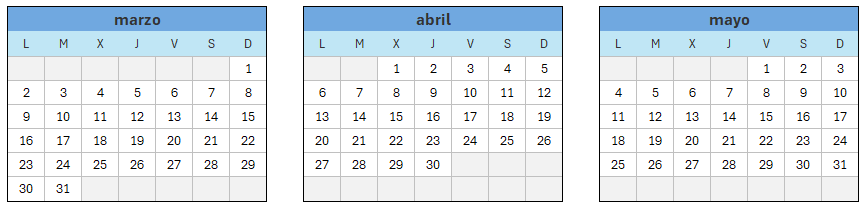 marzo
L M X J V S D
1
2 3 4 5 6 7 8
9 10 11 12 13 14 15
16 17 18 19 20 21 22
23 24 25 26 27 28 29
30 31
abril
L M X J V S D
1 2 3 4 5
6 7 8 9 10 11 12
13 14 15 16 17 18 19
20 21 22 23 24 25 26
27 28 29 30
mayo
L M X J V S D
1 2 3
4 5 6 7 8 9 10
11 12 13 14 15 16 17
18 19 20 21 22 23 24
25 26 27 28 29 30 31